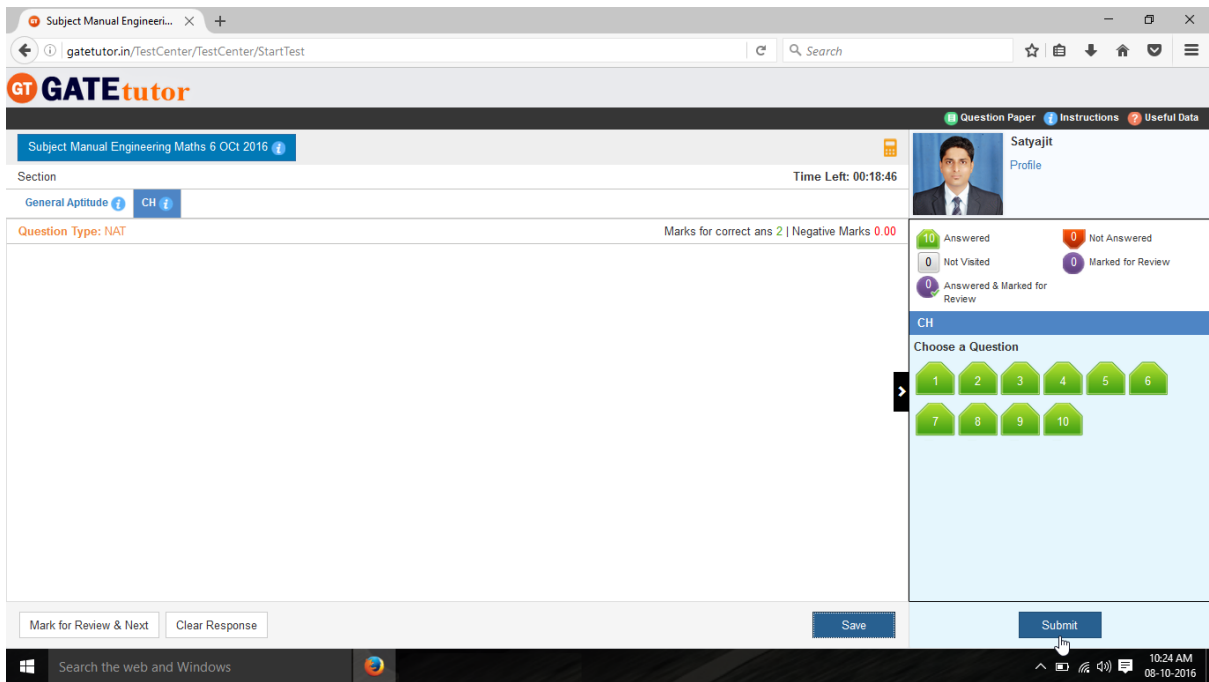 Subject Manual Engineeri...
gatetutor.in/TestCenter/TestCenter/StartTest
Search
GT GATEtutor
Question Paper Instructions Useful Data
Subject Manual Engineering Maths 6 OCt 2016
Satyajit
Profile
Section
Time Left: 00:18:46
General Aptitude CH
Question Type: NAT
Marks for correct ans 2 | Negative Marks 0.00
10 Answered 0 Not Answered
0 Not Visited 0 Marked for Review
0 Answered & Marked for
Review
CH
Choose a Question
1 2 3 4 5 6
7 8 9 10
Mark for Review & Next Clear Response Save Submit
Search the web and Windows
10:24 AM
08-10-2016